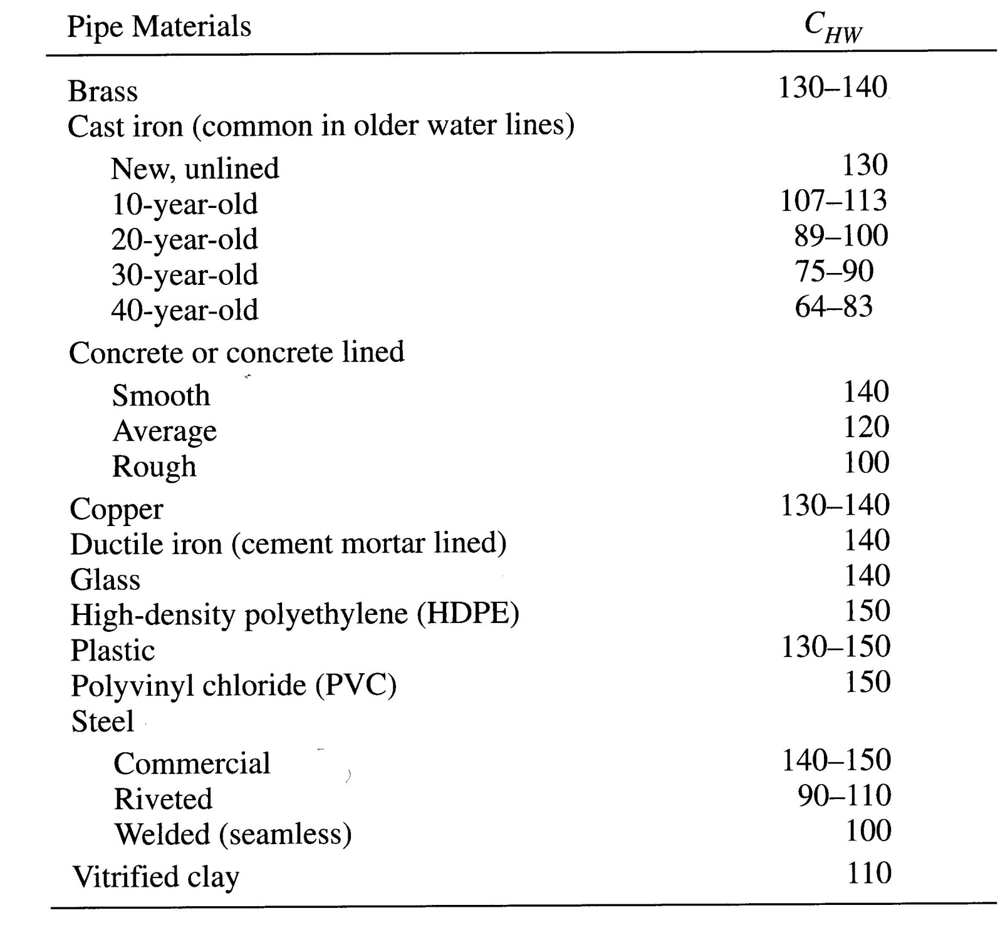 Pipe Materials C_HW
Brass 130–140
Cast iron (common in older water lines)
New, unlined 130
10-year-old 107–113
20-year-old 89–100
30-year-old 75–90
40-year-old 64–83
Concrete or concrete lined
Smooth 140
Average 120
Rough 100
Copper 130–140
Ductile iron (cement mortar lined) 140
Glass 140
High-density polyethylene (HDPE) 150
Plastic 130–150
Polyvinyl chloride (PVC) 150
Steel
Commercial 140–150
Riveted 90–110
Welded (seamless) 100
Vitrified clay 110